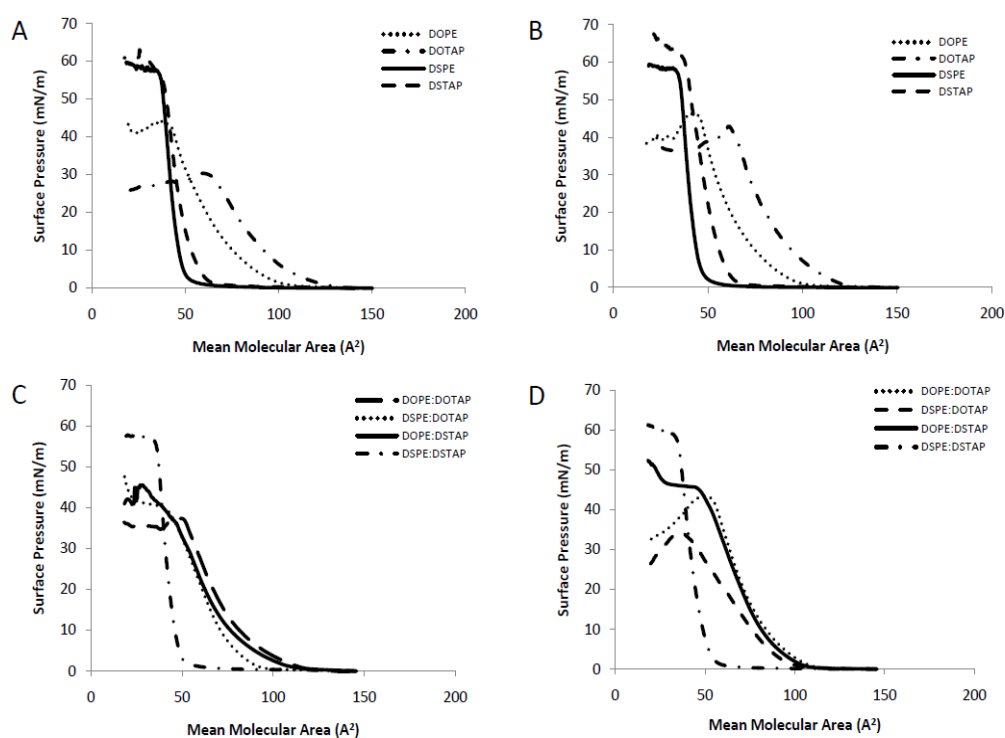 A
70
60
50
40
30
20
10
0
Surface Pressure (mN/m)
0 50 100 150 200
Mean Molecular Area (A²)
DOPE
DOTAP
DSPE
DSTAP
B
70
60
50
40
30
20
10
0
Surface Pressure (mN/m)
0 50 100 150 200
Mean Molecular Area (A²)
DOPE
DOTAP
DSPE
DSTAP
C
70
60
50
40
30
20
10
0
Surface Pressure (mN/m)
0 50 100 150 200
Mean Molecular Area (A²)
DOPE:DOTAP
DSPE:DOTAP
DOPE:DSTAP
DSPE:DSTAP
D
70
60
50
40
30
20
10
0
Surface Pressure (mN/m)
0 50 100 150 200
Mean Molecular Area (A²)
DOPE:DOTAP
DSPE:DOTAP
DOPE:DSTAP
DSPE:DSTAP